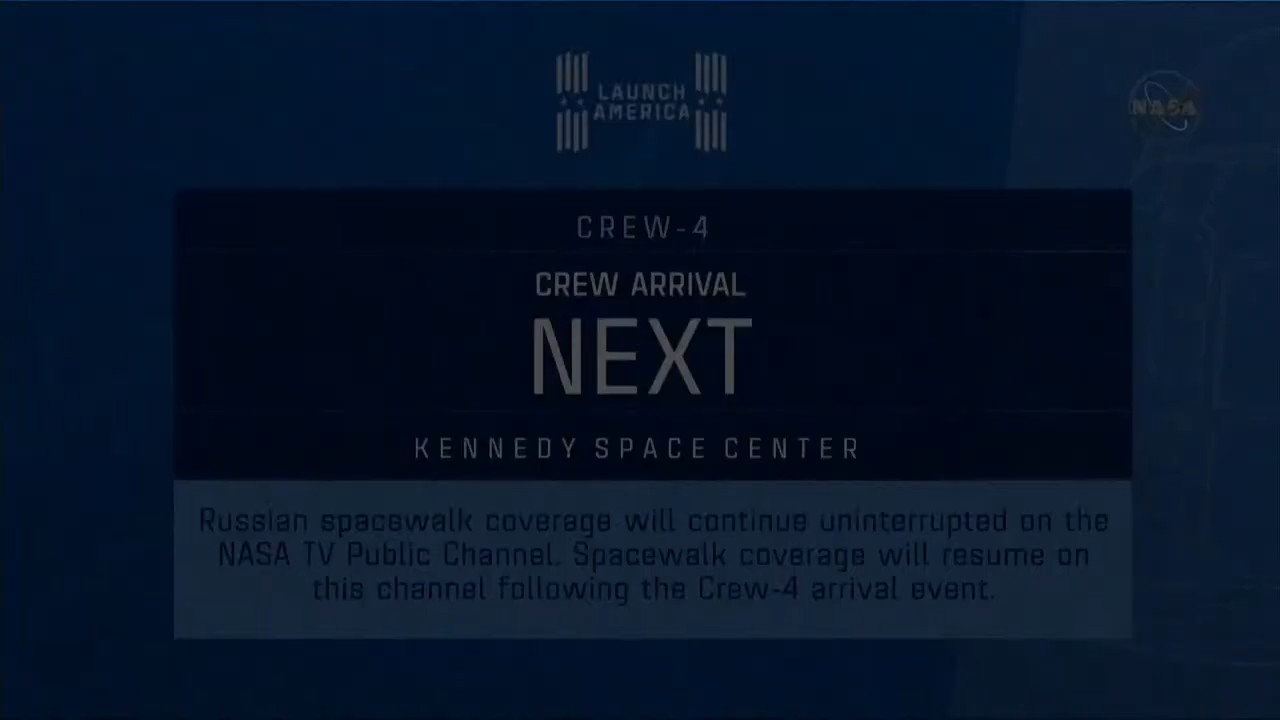 LAUNCH
AMERICA
NASA
CREW-4
CREW ARRIVAL
NEXT
KENNEDY SPACE CENTER
Russian spacewalk coverage will continue uninterrupted on the
NASA TV Public Channel. Spacewalk coverage will resume on
this channel following the Crew-4 arrival event.